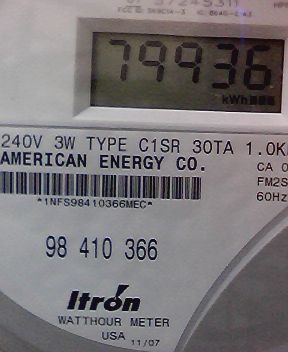 79936
kWh
240V 3W TYPE C1SR 30TA 1.0K
AMERICAN ENERGY CO.
CA 0
FM2S
60Hz
*1NFS98410366MEC*
98 410 366
Itron
WATTHOUR METER
USA 11/07